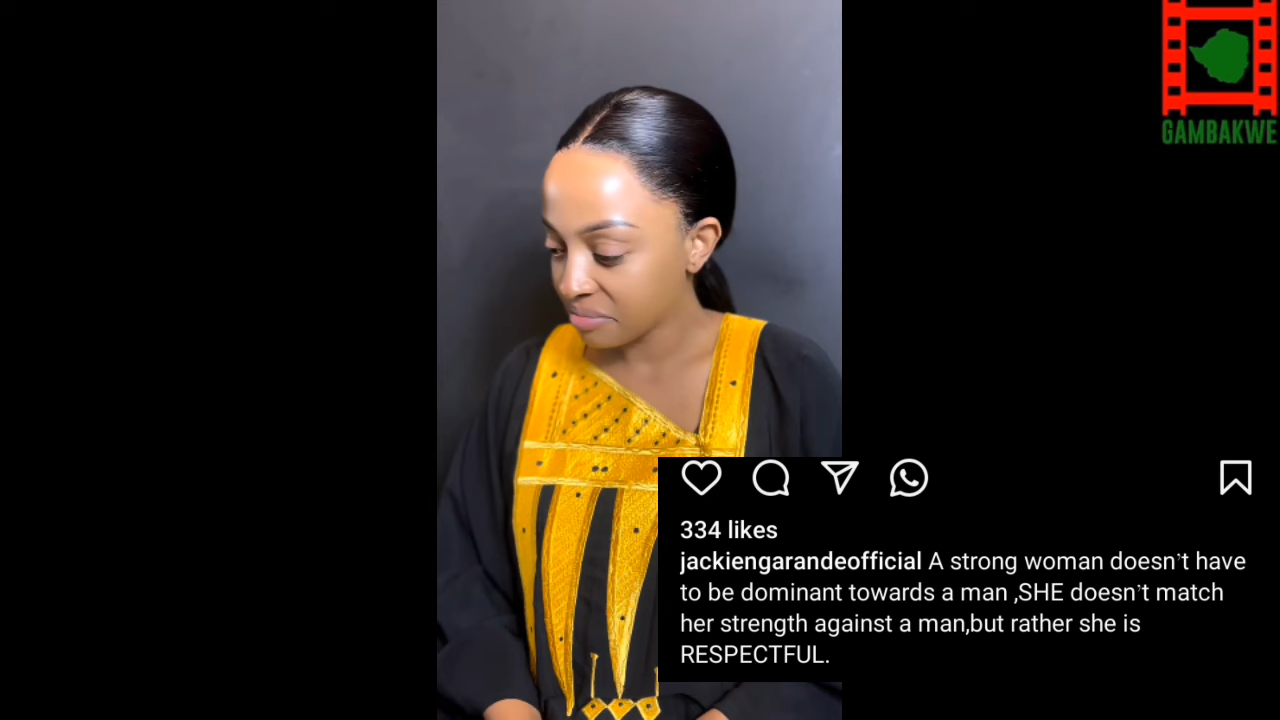 GAMBAKWE
334 likes
jackiengarandeofficial A strong woman doesn't have
to be dominant towards a man ,SHE doesn't match
her strength against a man,but rather she is
RESPECTFUL.